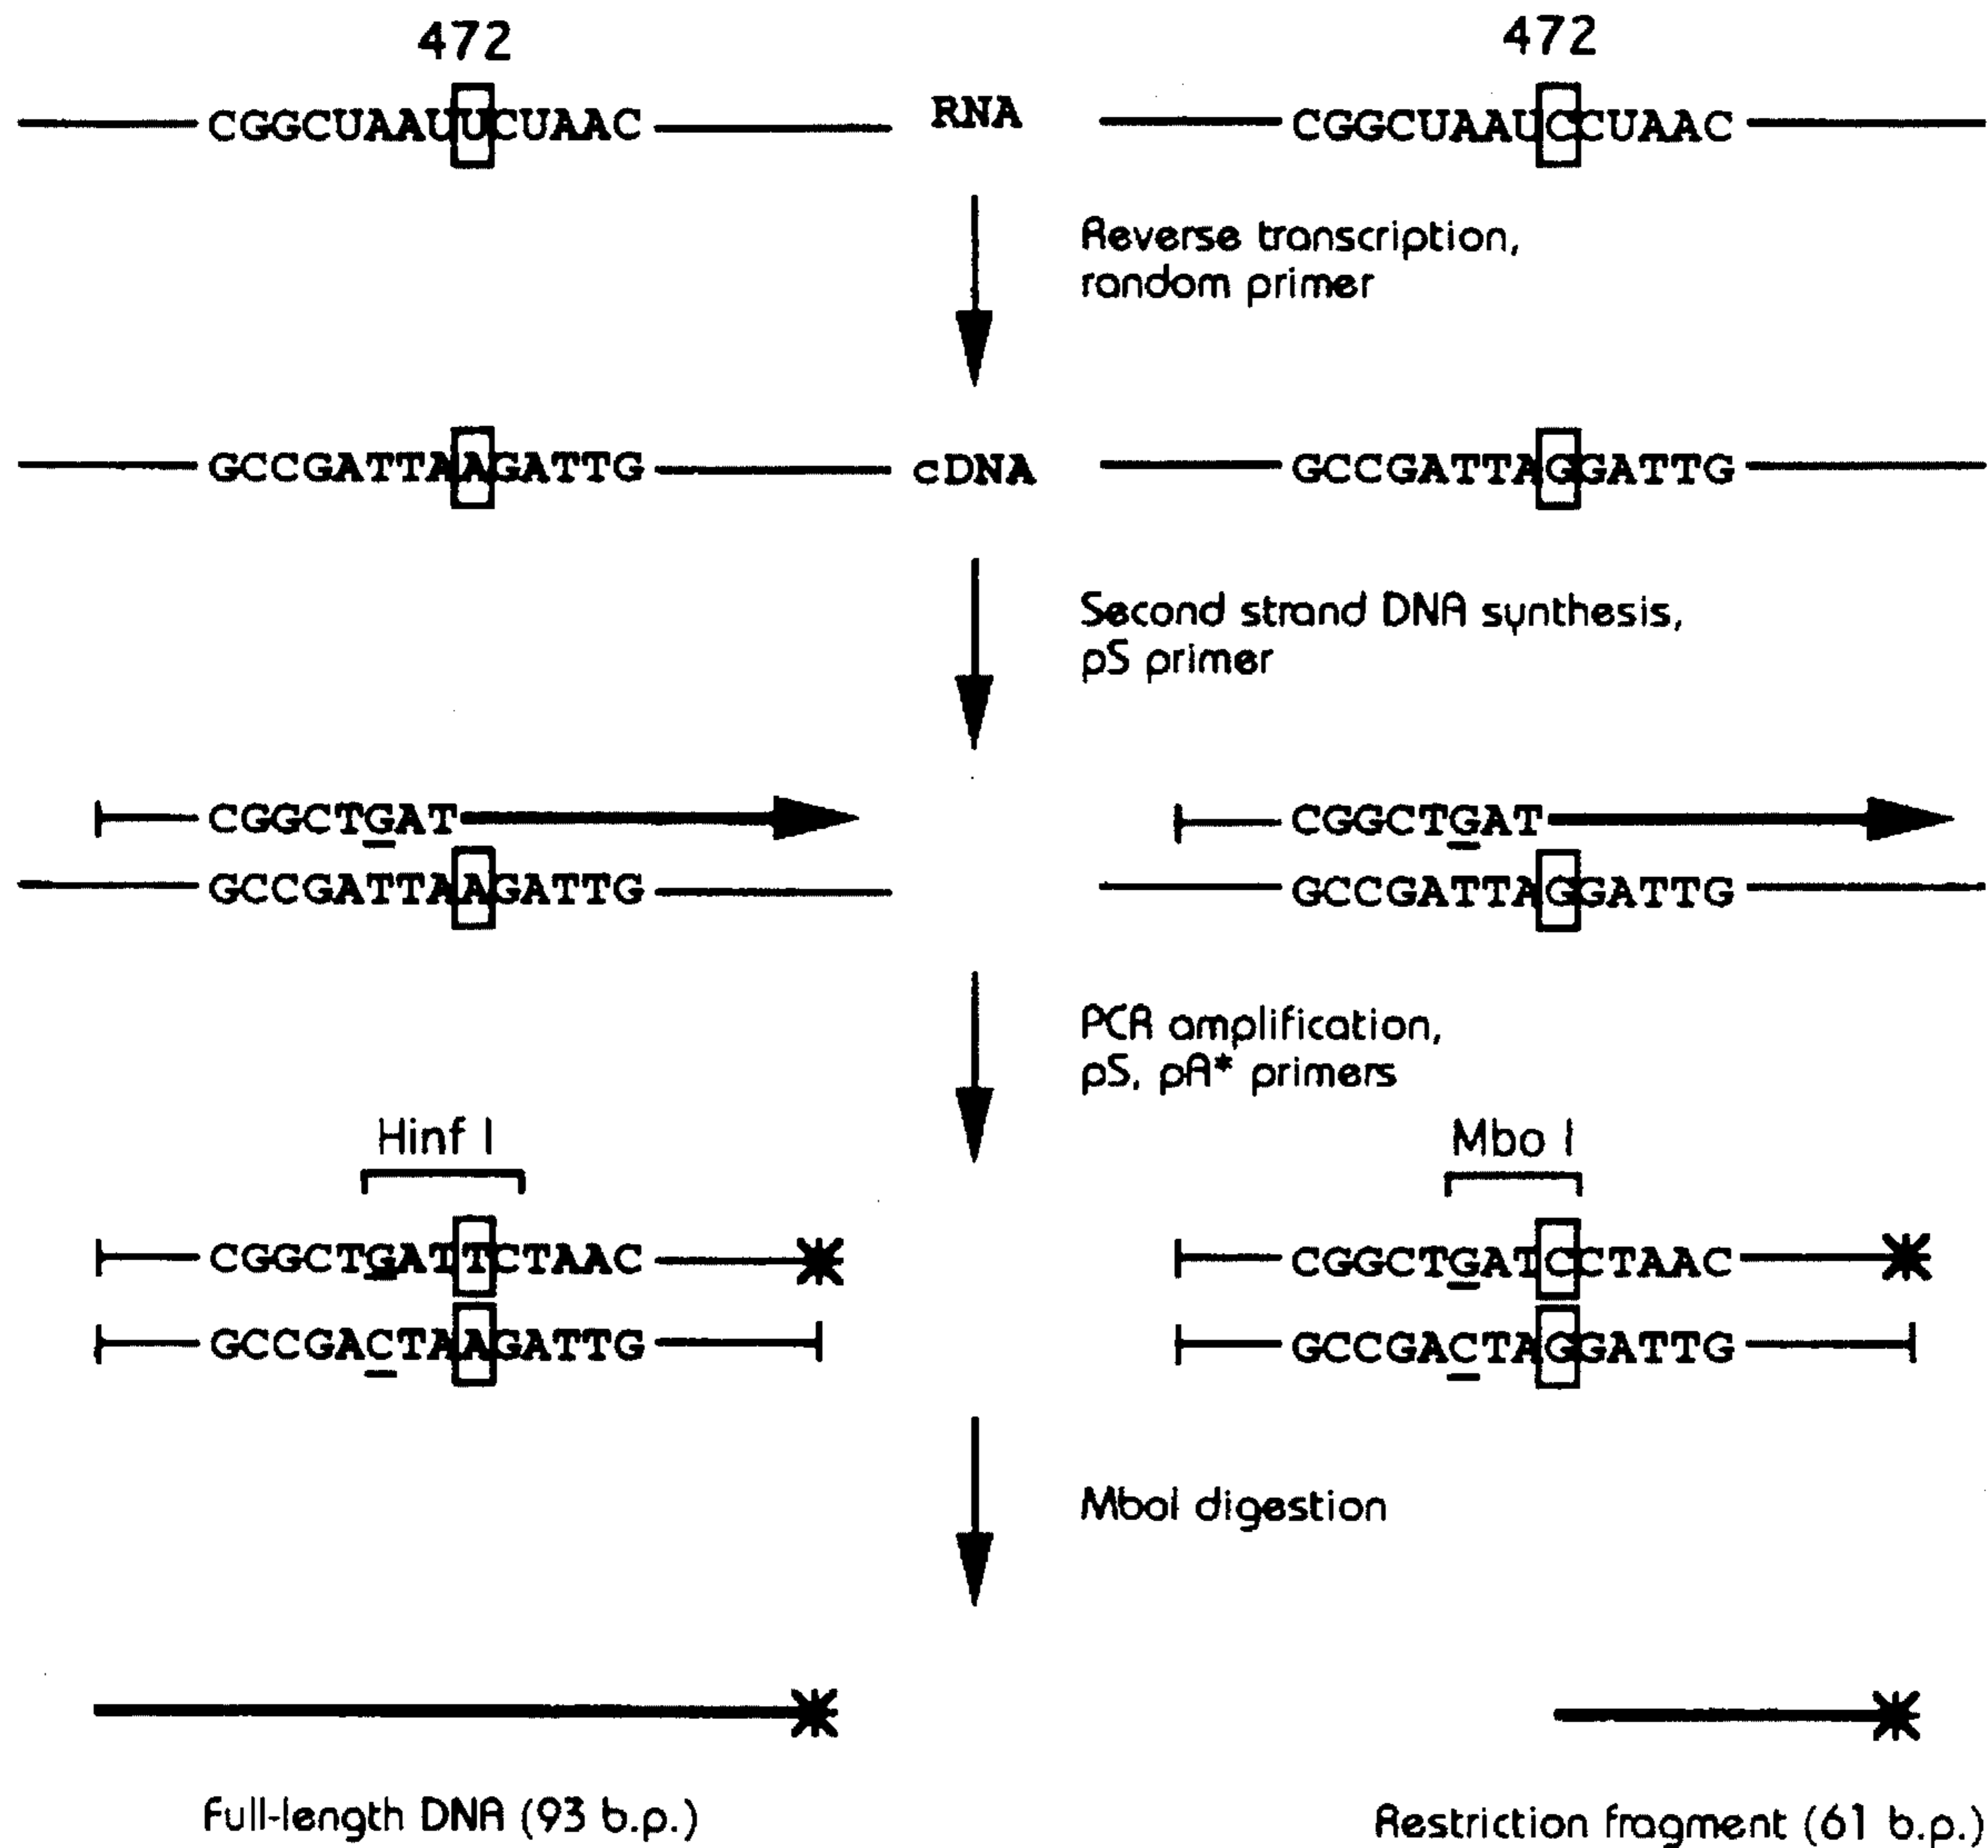 472 472
CGGCUAAUUCUAAC RNA CGGCUAAUCCUAAC
Reverse transcription,
random primer
GCCGATTAAGATTG cDNA GCCGATTAGGATTG
Second strand DNA synthesis,
pS primer
CGGCTGAT CGGCTGAT
GCCGATTAAGATTG GCCGATTAGGATTG
PCR amplification,
pS, pA* primers
Hinf I Mbo I
CGGCTGATTCTAAC CGGCTGATCCTAAC
GCCGACTAAGATTG GCCGACTAGGATTG
MboI digestion
Full-length DNA (93 b.p.) Restriction fragment (61 b.p.)